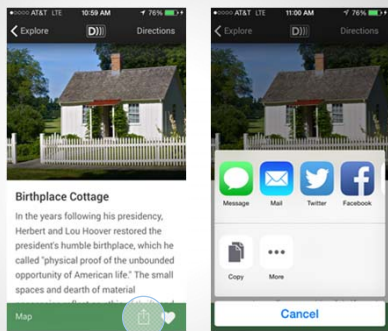 AT&T LTE 10:59 AM 76%
Explore D))) Directions
Birthplace Cottage
In the years following his presidency,
Herbert and Lou Hoover restored the
president's humble birthplace, which he
called "physical proof of the unbounded
opportunity of American life." The small
spaces and dearth of material
Map
AT&T LTE 11:00 AM 76%
Explore D))) Directions
Message Mail Twitter Facebook
Copy More
Cancel